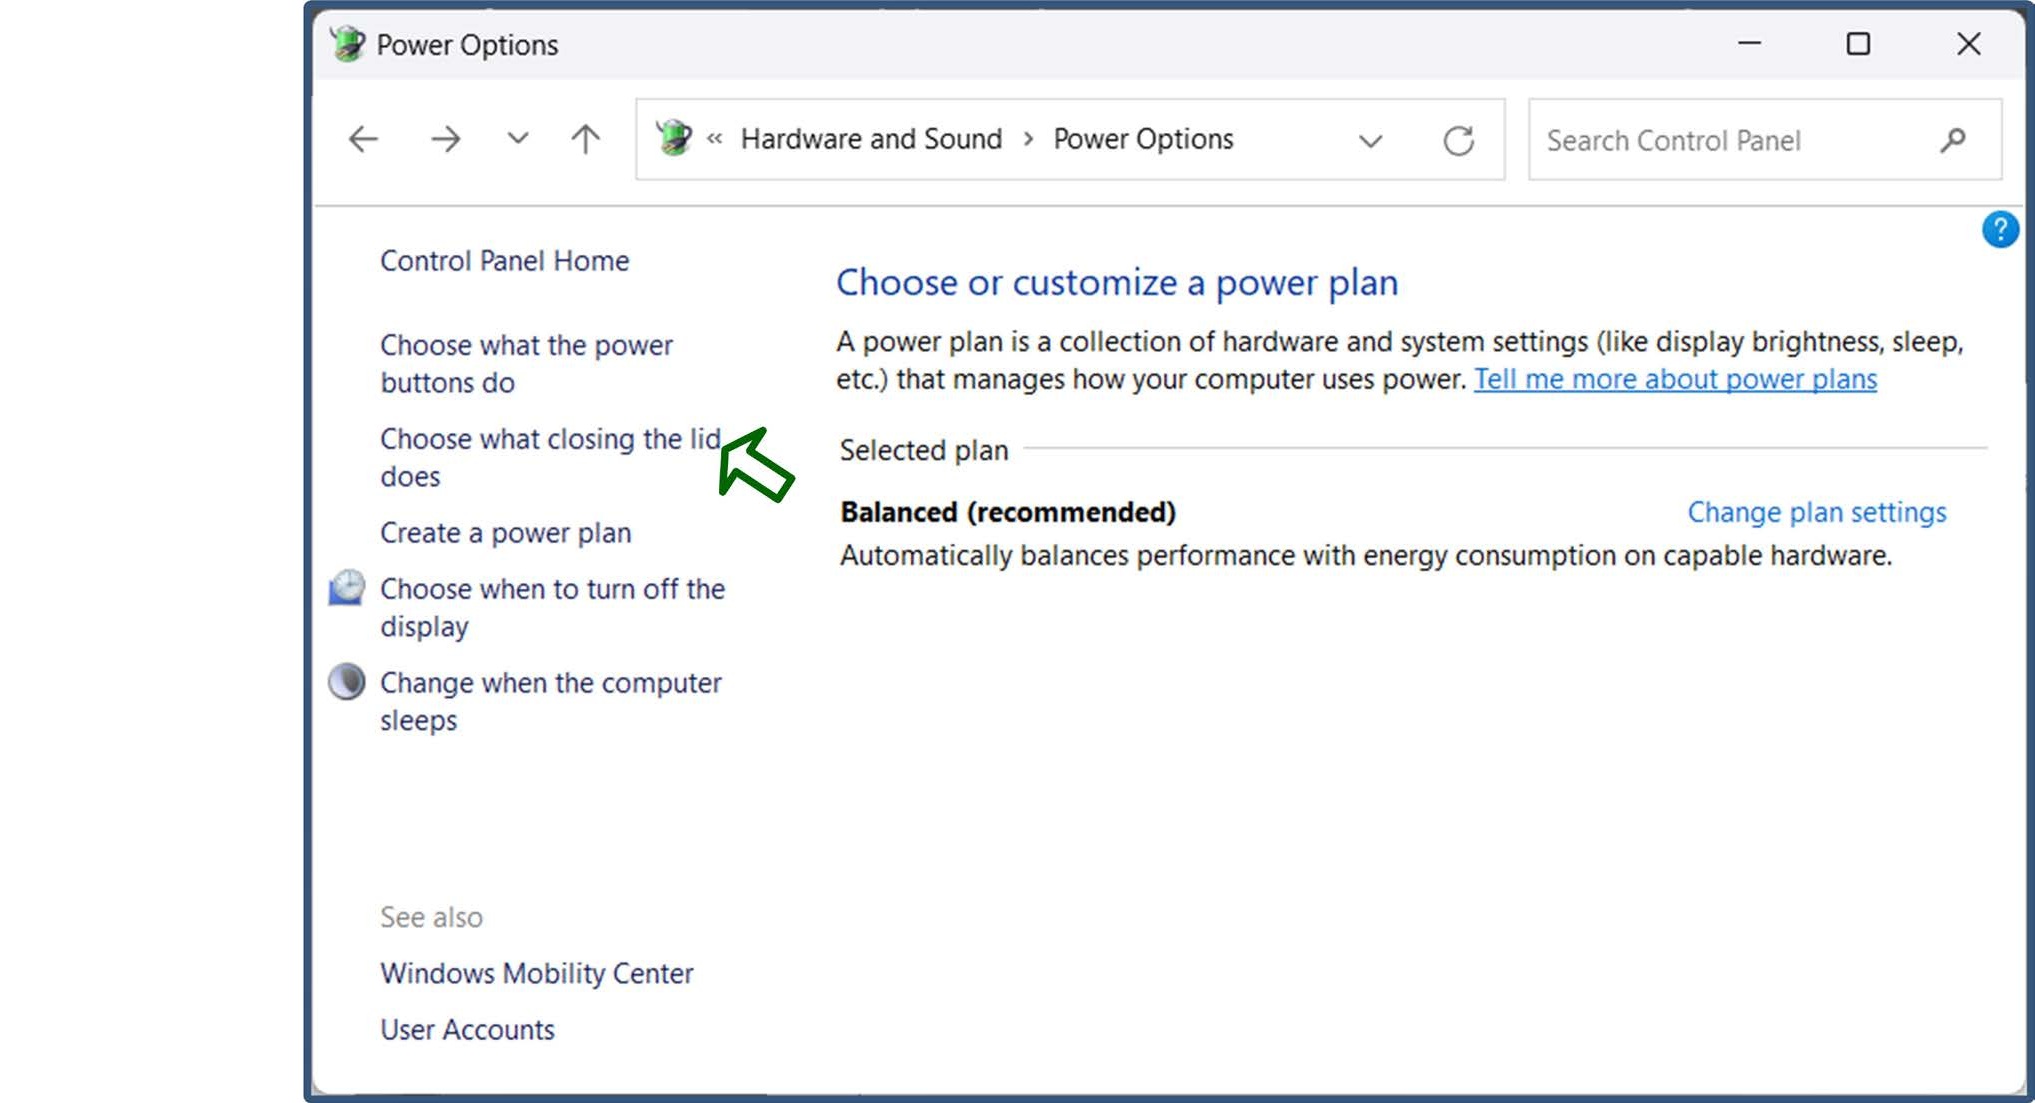 Power Options
« Hardware and Sound › Power Options
Search Control Panel
?
Control Panel Home
Choose what the power
buttons do
Choose what closing the lid
does
Create a power plan
Choose when to turn off the
display
Change when the computer
sleeps
See also
Windows Mobility Center
User Accounts
Choose or customize a power plan
A power plan is a collection of hardware and system settings (like display brightness, sleep,
etc.) that manages how your computer uses power. Tell me more about power plans
Selected plan
Balanced (recommended)
Change plan settings
Automatically balances performance with energy consumption on capable hardware.